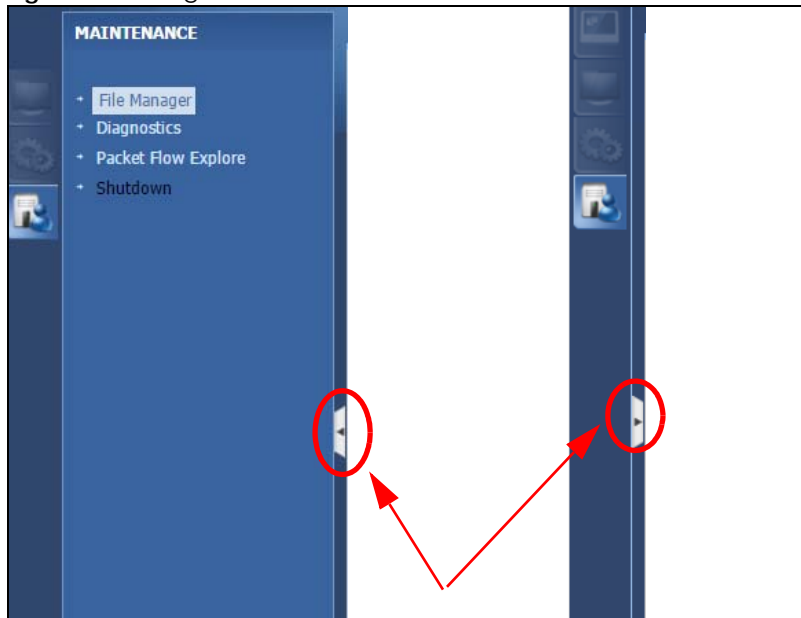 MAINTENANCE
File Manager
Diagnostics
Packet Flow Explore
Shutdown